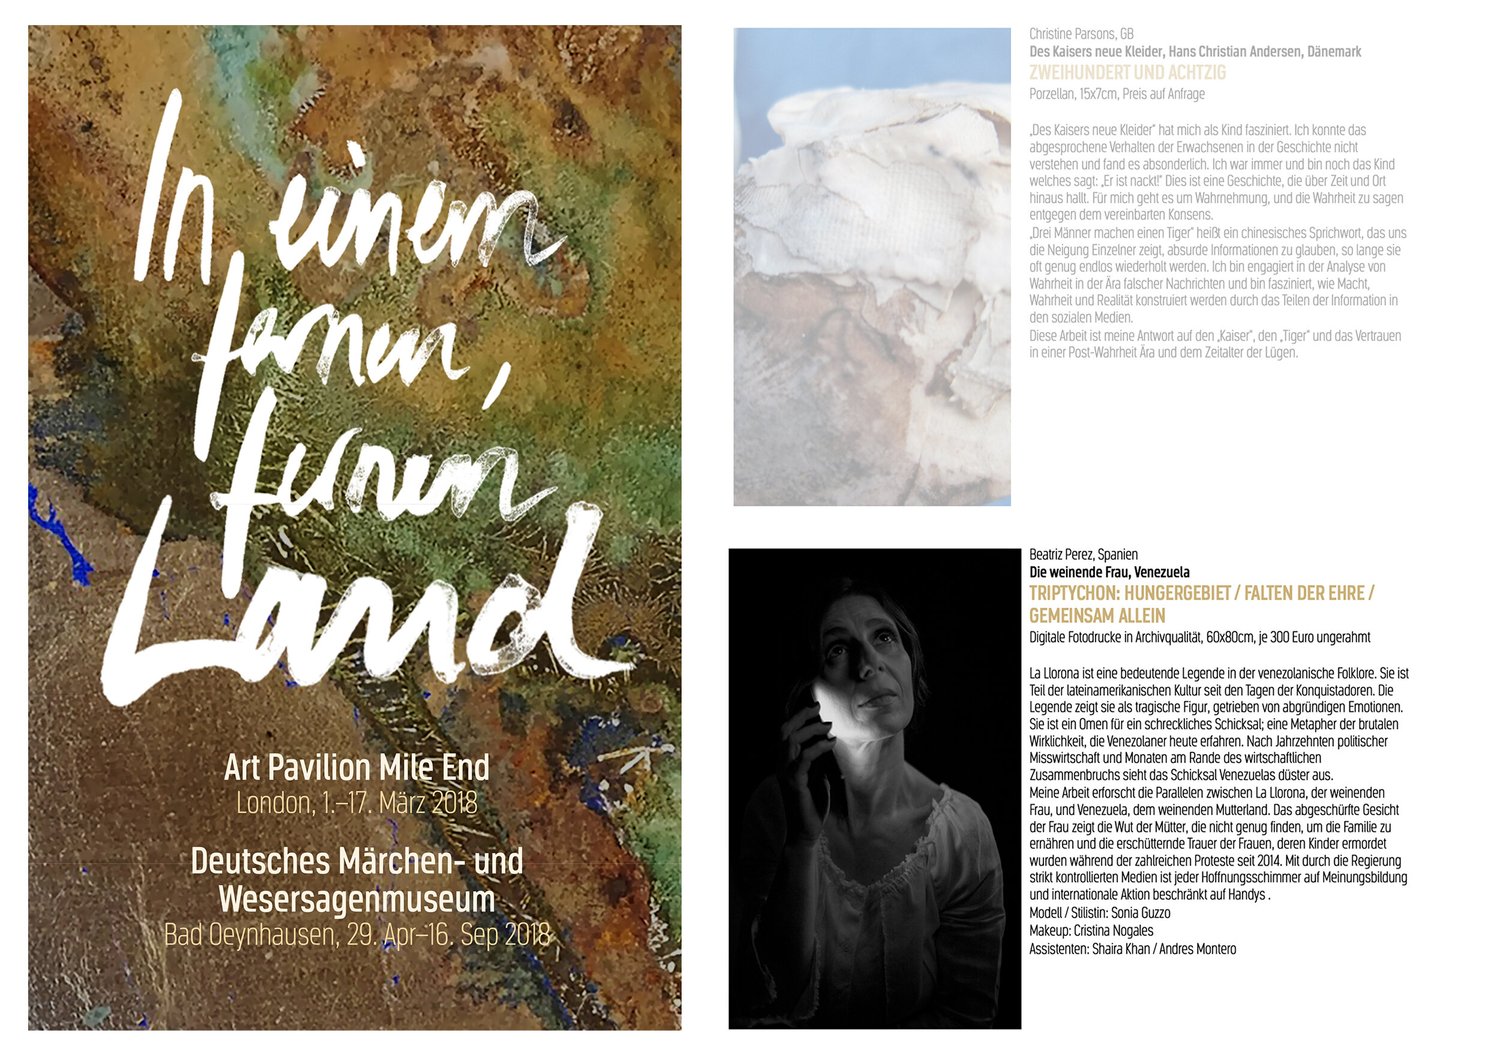 In einem
fernen,
fernen
Land
Art Pavilion Mile End
London, 1.–17. März 2018
Deutsches Märchen- und
Wesersagenmuseum
Bad Oeynhausen, 29. Apr–16. Sep 2018
Christine Parsons, GB
Des Kaisers neue Kleider, Hans Christian Andersen, Dänemark
ZWEIHUNDERT UND ACHTZIG
Porzellan, 15x7cm, Preis auf Anfrage
„Des Kaisers neue Kleider“ hat mich als Kind fasziniert. Ich konnte das
abgesprochene Verhalten der Erwachsenen in der Geschichte nicht
verstehen und fand es absonderlich. Ich war immer und bin noch das Kind
welches sagt: „Er ist nackt!“ Dies ist eine Geschichte, die über Zeit und Ort
hinaus hallt. Für mich geht es um Wahrnehmung, und die Wahrheit zu sagen
entgegen dem vereinbarten Konsens.
„Drei Männer machen einen Tiger“ heißt ein chinesisches Sprichwort, das uns
die Neigung Einzelner zeigt, absurde Informationen zu glauben, so lange sie
oft genug endlos wiederholt werden. Ich bin engagiert in der Analyse von
Wahrheit in der Ära falscher Nachrichten und bin fasziniert, wie Macht,
Wahrheit und Realität konstruiert werden durch das Teilen der Information in
den sozialen Medien.
Diese Arbeit ist meine Antwort auf den „Kaiser“, den „Tiger“ und das Vertrauen
in einer Post-Wahrheit Ära und dem Zeitalter der Lügen.
Beatriz Perez, Spanien
Die weinende Frau, Venezuela
TRIPTYCHON: HUNGERGEBIET / FALTEN DER EHRE /
GEMEINSAM ALLEIN
Digitale Fotodrucke in Archivqualität, 60x80cm, je 300 Euro ungerahmt
La Llorona ist eine bedeutende Legende in der venezolanische Folklore. Sie ist
Teil der lateinamerikanischen Kultur seit den Tagen der Konquistadoren. Die
Legende zeigt sie als tragische Figur, getrieben von abgründigen Emotionen.
Sie ist ein Omen für ein schreckliches Schicksal; eine Metapher der brutalen
Wirklichkeit, die Venezolaner heute erfahren. Nach Jahrzehnten politischer
Misswirtschaft und Monaten am Rande des wirtschaftlichen
Zusammenbruchs sieht das Schicksal Venezuelas düster aus.
Meine Arbeit erforscht die Parallelen zwischen La Llorona, der weinenden
Frau, und Venezuela, dem weinenden Mutterland. Das abgeschürfte Gesicht
der Frau zeigt die Wut der Mütter, die nicht genug finden, um die Familie zu
ernähren und die erschütternde Trauer der Frauen, deren Kinder ermordet
wurden während der zahlreichen Proteste seit 2014. Mit durch die Regierung
strikt kontrollierten Medien ist jeder Hoffnungsschimmer auf Meinungsbildung
und internationale Aktion beschränkt auf Handys .
Modell / Stilistin: Sonia Guzzo
Makeup: Cristina Nogales
Assistenten: Shaira Khan / Andres Montero